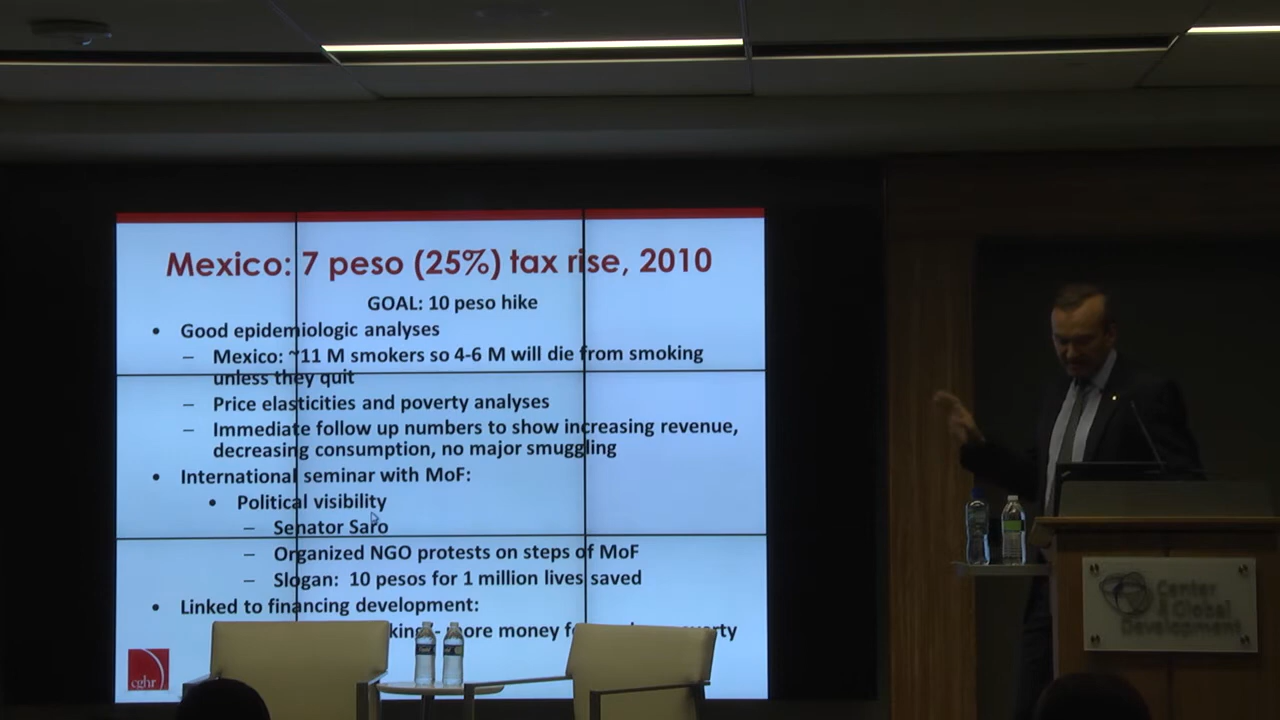 Mexico: 7 peso (25%) tax rise, 2010
GOAL: 10 peso hike
• Good epidemiologic analyses
– Mexico: ~11 M smokers so 4-6 M will die from smoking
unless they quit
– Price elasticities and poverty analyses
– Immediate follow up numbers to show increasing revenue,
decreasing consumption, no major smuggling
• International seminar with MoF:
• Political visibility
– Senator Saro
– Organized NGO protests on steps of MoF
– Slogan: 10 pesos for 1 million lives saved
• Linked to financing development:
more money
cghr
Center
Global
Development